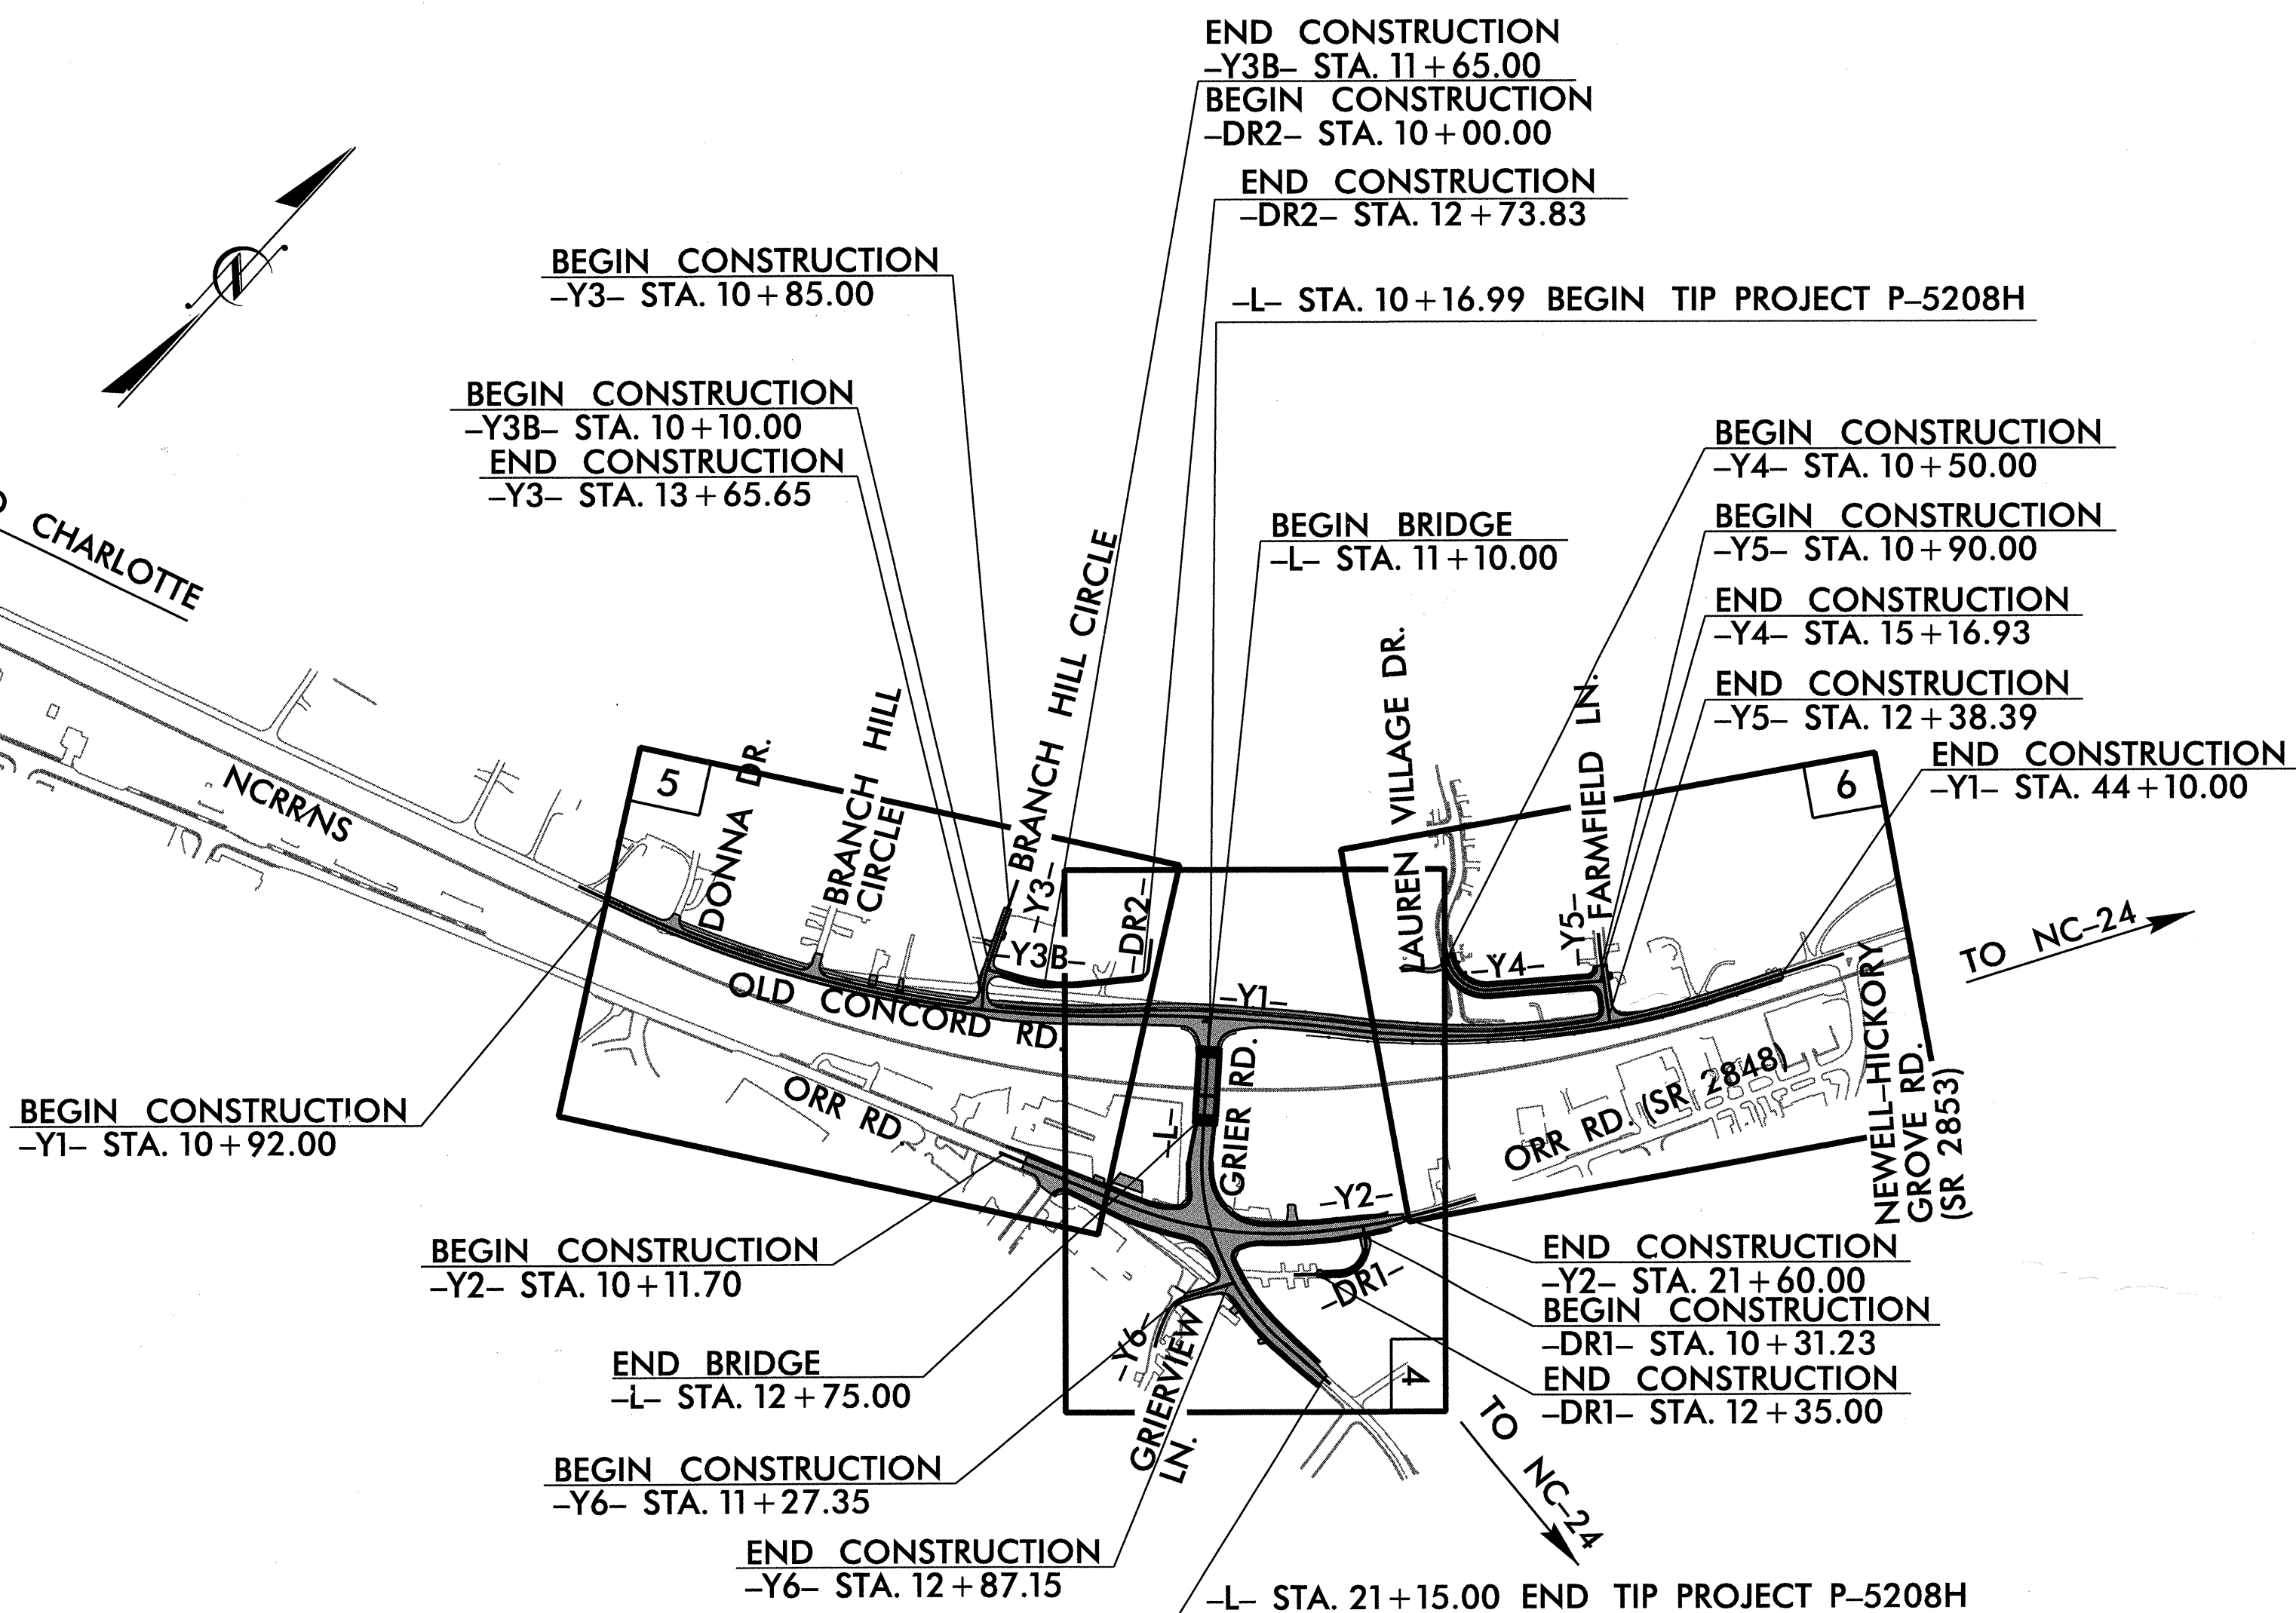 END CONSTRUCTION
–Y3B– STA. 11+65.00
BEGIN CONSTRUCTION
–DR2– STA. 10+00.00
END CONSTRUCTION
–DR2– STA. 12+73.83
BEGIN CONSTRUCTION
–Y3– STA. 10+85.00
–L– STA. 10+16.99 BEGIN TIP PROJECT P–5208H
BEGIN CONSTRUCTION
–Y3B– STA. 10+10.00
END CONSTRUCTION
–Y3– STA. 13+65.65
BEGIN CONSTRUCTION
–Y4– STA. 10+50.00
BEGIN CONSTRUCTION
–Y5– STA. 10+90.00
END CONSTRUCTION
–Y4– STA. 15+16.93
END CONSTRUCTION
–Y5– STA. 12+38.39
END CONSTRUCTION
–Y1– STA. 44+10.00
BEGIN BRIDGE
–L– STA. 11+10.00
CHARLOTTE
N
NCRR/NS
5
6
4
DONNA DR.
BRANCH HILL
CIRCLE
BRANCH HILL CIRCLE
–Y3–
–Y3B–
–DR2–
LAUREN VILLAGE DR.
–Y4–
–Y5–
FARMFIELD LN.
OLD CONCORD RD.
–Y1–
TO NC–24
ORR RD.
–L–
GRIER RD.
ORR RD. (SR 2848)
NEWELL–HICKORY
GROVE RD.
(SR 2853)
–Y2–
–DR1–
–Y6–
GRIERVIEW
LN.
TO NC–24
BEGIN CONSTRUCTION
–Y1– STA. 10+92.00
BEGIN CONSTRUCTION
–Y2– STA. 10+11.70
END BRIDGE
–L– STA. 12+75.00
BEGIN CONSTRUCTION
–Y6– STA. 11+27.35
END CONSTRUCTION
–Y6– STA. 12+87.15
END CONSTRUCTION
–Y2– STA. 21+60.00
BEGIN CONSTRUCTION
–DR1– STA. 10+31.23
END CONSTRUCTION
–DR1– STA. 12+35.00
–L– STA. 21+15.00 END TIP PROJECT P–5208H